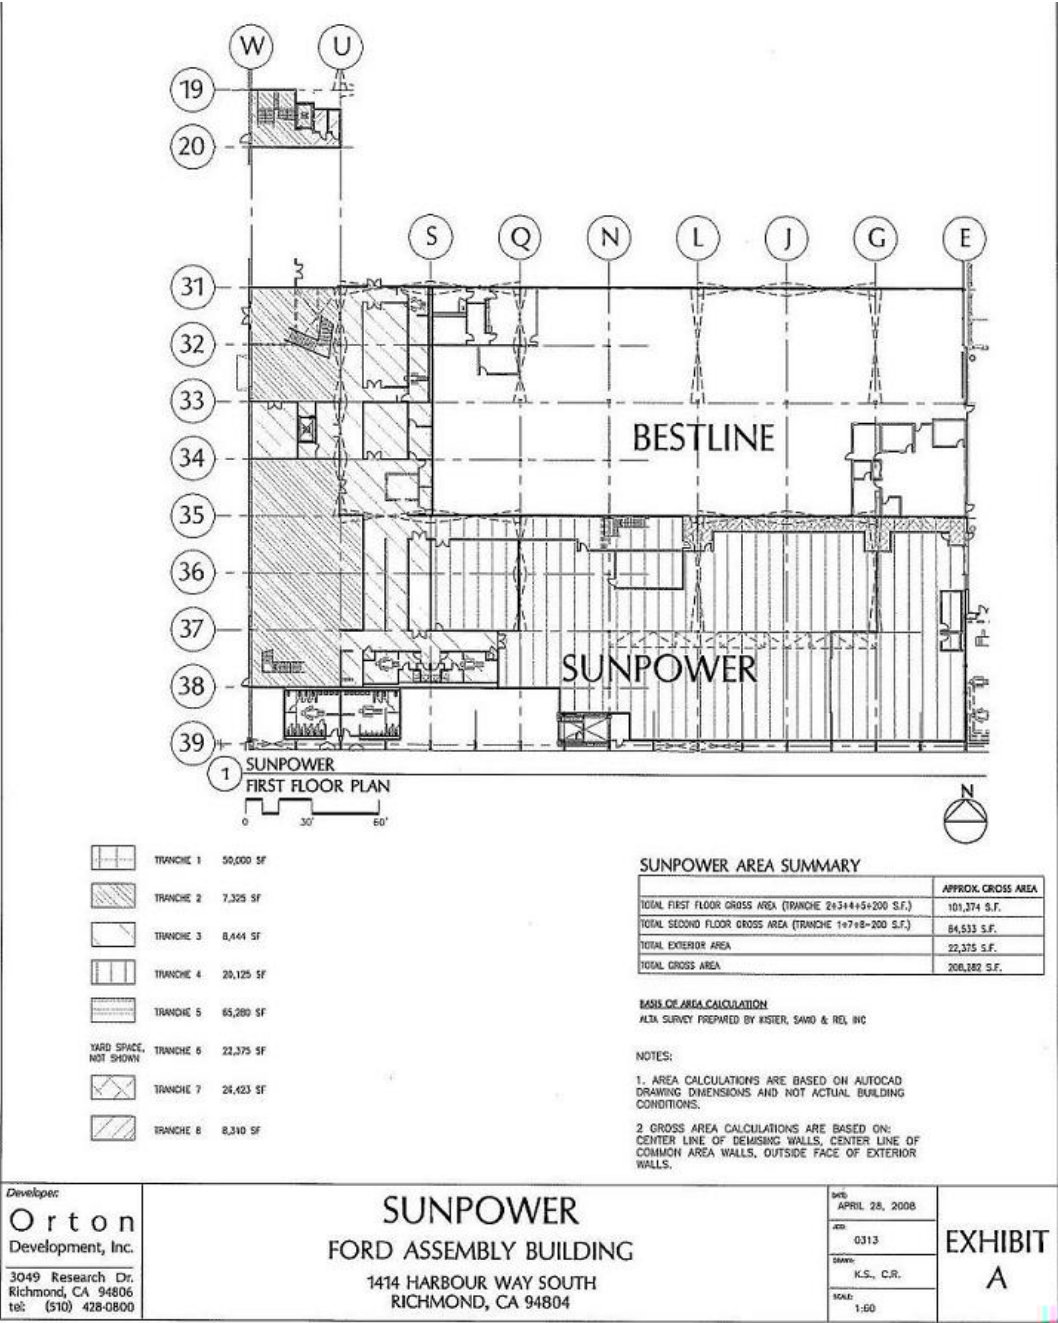 W U
19
20
S Q N L J G E
31
32
33
BESTLINE
34
35
36
37
SUNPOWER
38
39
1 SUNPOWER
FIRST FLOOR PLAN
0 30' 60'
N
TRANCHE 1 50,000 SF
TRANCHE 2 7,325 SF
TRANCHE 3 8,444 SF
TRANCHE 4 20,125 SF
TRANCHE 5 65,280 SF
YARD SPACE, TRANCHE 6 22,375 SF
NOT SHOWN
TRANCHE 7 26,423 SF
TRANCHE 8 8,310 SF
SUNPOWER AREA SUMMARY
APPROX. GROSS AREA
TOTAL FIRST FLOOR GROSS AREA (TRANCHE 2+3+4+5+200 S.F.) 101,374 S.F.
TOTAL SECOND FLOOR GROSS AREA (TRANCHE 1+7+8-200 S.F.) 84,533 S.F.
TOTAL EXTERIOR AREA 22,375 S.F.
TOTAL GROSS AREA 208,282 S.F.
BASIS OF AREA CALCULATION
ALTA SURVEY PREPARED BY KISTER, SAVIO & REI, INC
NOTES:
1. AREA CALCULATIONS ARE BASED ON AUTOCAD
DRAWING DIMENSIONS AND NOT ACTUAL BUILDING
CONDITIONS.
2 GROSS AREA CALCULATIONS ARE BASED ON:
CENTER LINE OF DEMISING WALLS, CENTER LINE OF
COMMON AREA WALLS, OUTSIDE FACE OF EXTERIOR
WALLS.
Developer:
Orton
Development, Inc.
3049 Research Dr.
Richmond, CA 94806
tel: (510) 428-0800
SUNPOWER
FORD ASSEMBLY BUILDING
1414 HARBOUR WAY SOUTH
RICHMOND, CA 94804
DATE:
APRIL 28, 2008
JOB:
0313
DRAWN:
K.S., C.R.
SCALE:
1:60
EXHIBIT
A